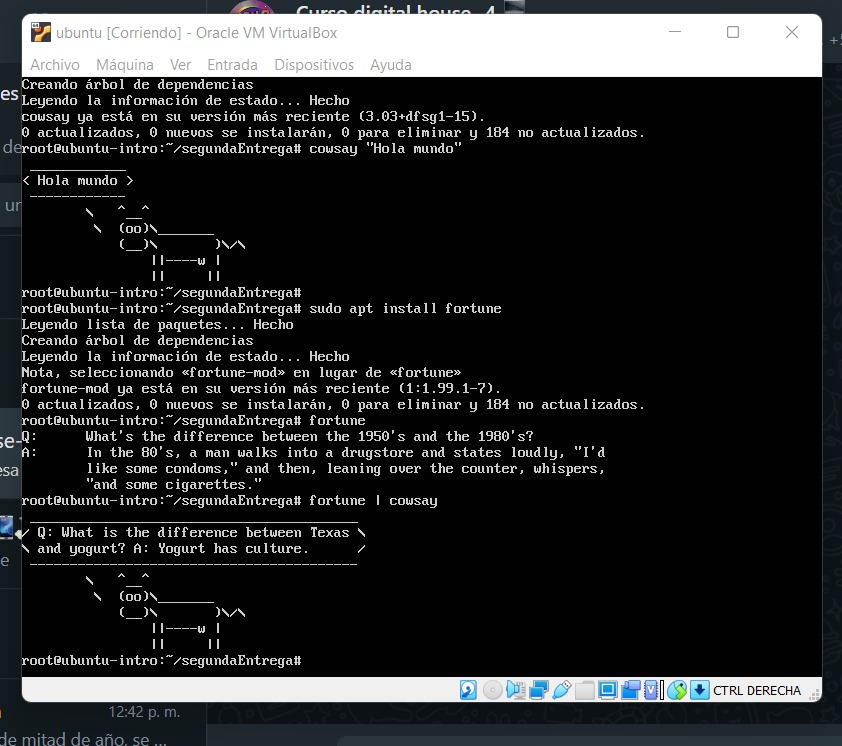 Curso digital house 4
ubuntu [Corriendo] - Oracle VM VirtualBox
Archivo Máquina Ver Entrada Dispositivos Ayuda
Creando árbol de dependencias
Leyendo la información de estado... Hecho
cowsay ya está en su versión más reciente (3.03+dfsg1-15).
0 actualizados, 0 nuevos se instalarán, 0 para eliminar y 184 no actualizados.
root@ubuntu-intro:~/segundaEntrega# cowsay "Hola mundo"
 ____________
< Hola mundo >
 ------------
        \   ^__^
         \  (oo)\_______
            (__)\       )\/\
                ||----w |
                ||     ||
root@ubuntu-intro:~/segundaEntrega#
root@ubuntu-intro:~/segundaEntrega# sudo apt install fortune
Leyendo lista de paquetes... Hecho
Creando árbol de dependencias
Leyendo la información de estado... Hecho
Nota, seleccionando «fortune-mod» en lugar de «fortune»
fortune-mod ya está en su versión más reciente (1:1.99.1-7).
0 actualizados, 0 nuevos se instalarán, 0 para eliminar y 184 no actualizados.
root@ubuntu-intro:~/segundaEntrega# fortune
Q:      What's the difference between the 1950's and the 1980's?
A:      In the 80's, a man walks into a drugstore and states loudly, "I'd
        like some condoms," and then, leaning over the counter, whispers,
        "and some cigarettes."
root@ubuntu-intro:~/segundaEntrega# fortune | cowsay
 _________________________________________
/ Q: What is the difference between Texas \
\ and yogurt? A: Yogurt has culture.      /
 -----------------------------------------
        \   ^__^
         \  (oo)\_______
            (__)\       )\/\
                ||----w |
                ||     ||
root@ubuntu-intro:~/segundaEntrega#
CTRL DERECHA
12:42 p. m.
de mitad de año, se ...